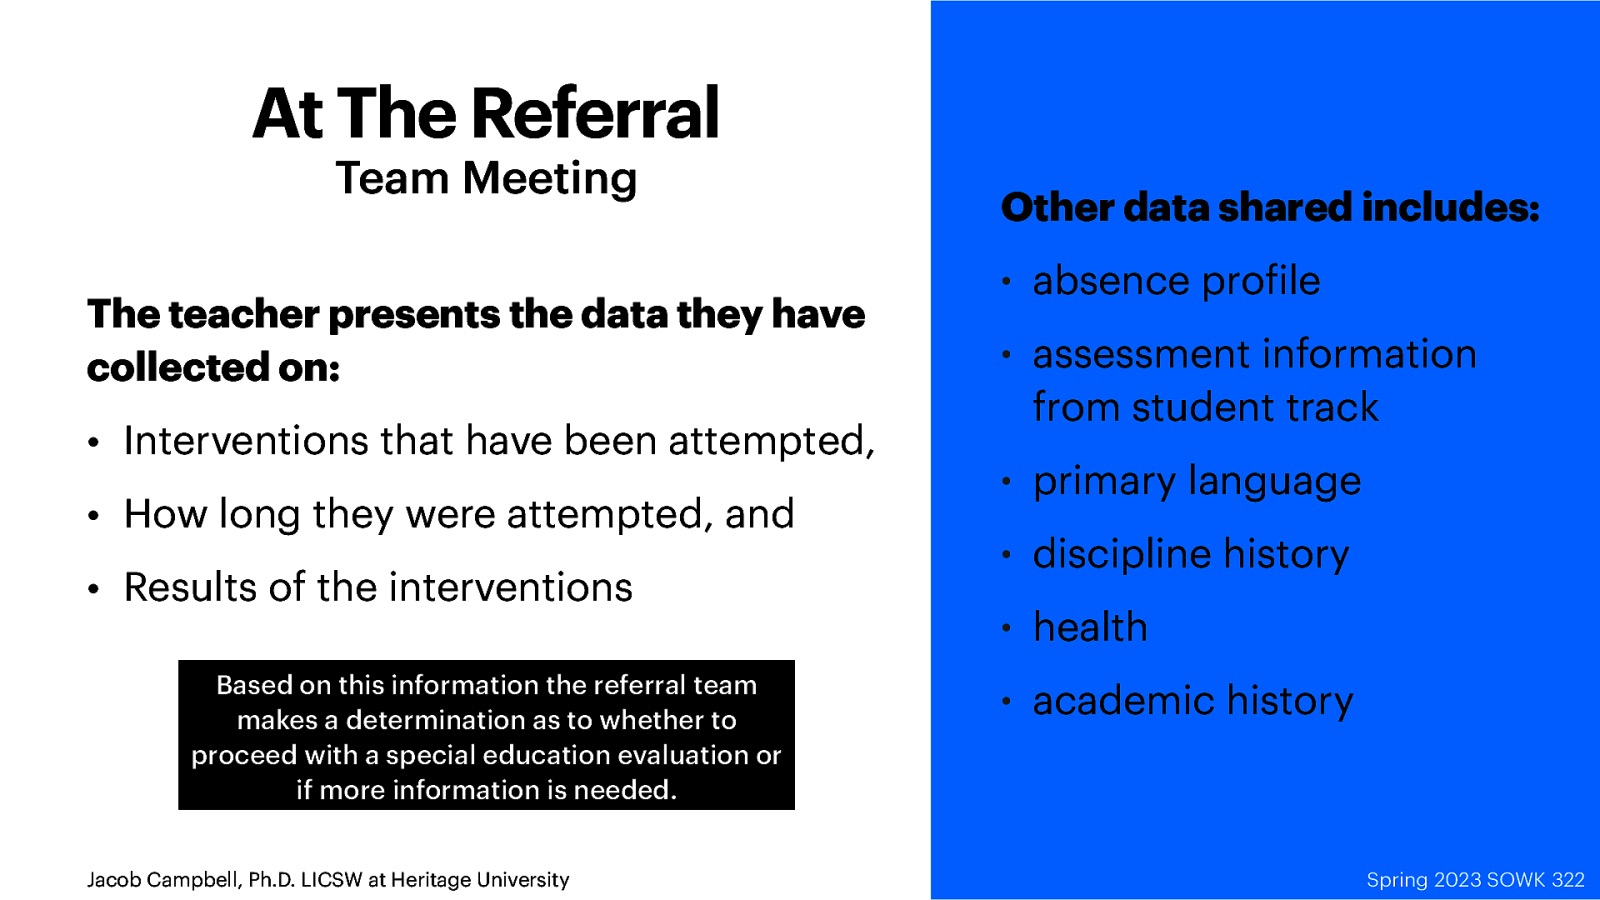 At The Referral
Team Meeting
The teacher presents the data they have
collected on:
• Interventions that have been attempted,
• How long they were attempted, and
• Results of the interventions
Based on this information the referral team
makes a determination as to whether to
proceed with a special education evaluation or
if more information is needed.
Jacob Campbell, Ph.D. LICSW at Heritage University
Other data shared includes:
• absence profile
• assessment information
from student track
• primary language
• discipline history
• health
• academic history
Spring 2023 SOWK 322